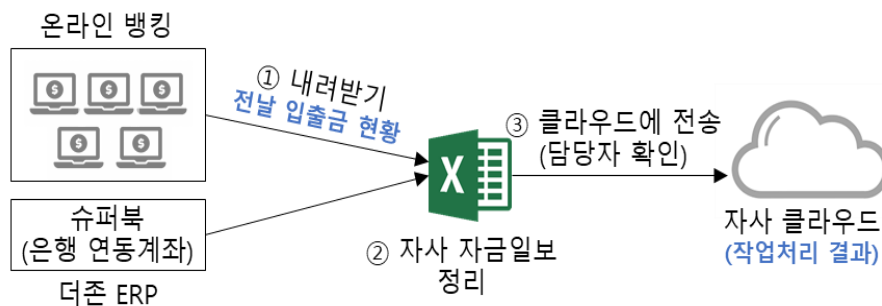 온라인 뱅킹
① 내려받기
전날 입출금 현황
슈퍼북
(은행 연동계좌)
더존 ERP
X
② 자사 자금일보
정리
③ 클라우드에 전송
(담당자 확인)
자사 클라우드
(작업처리 결과)